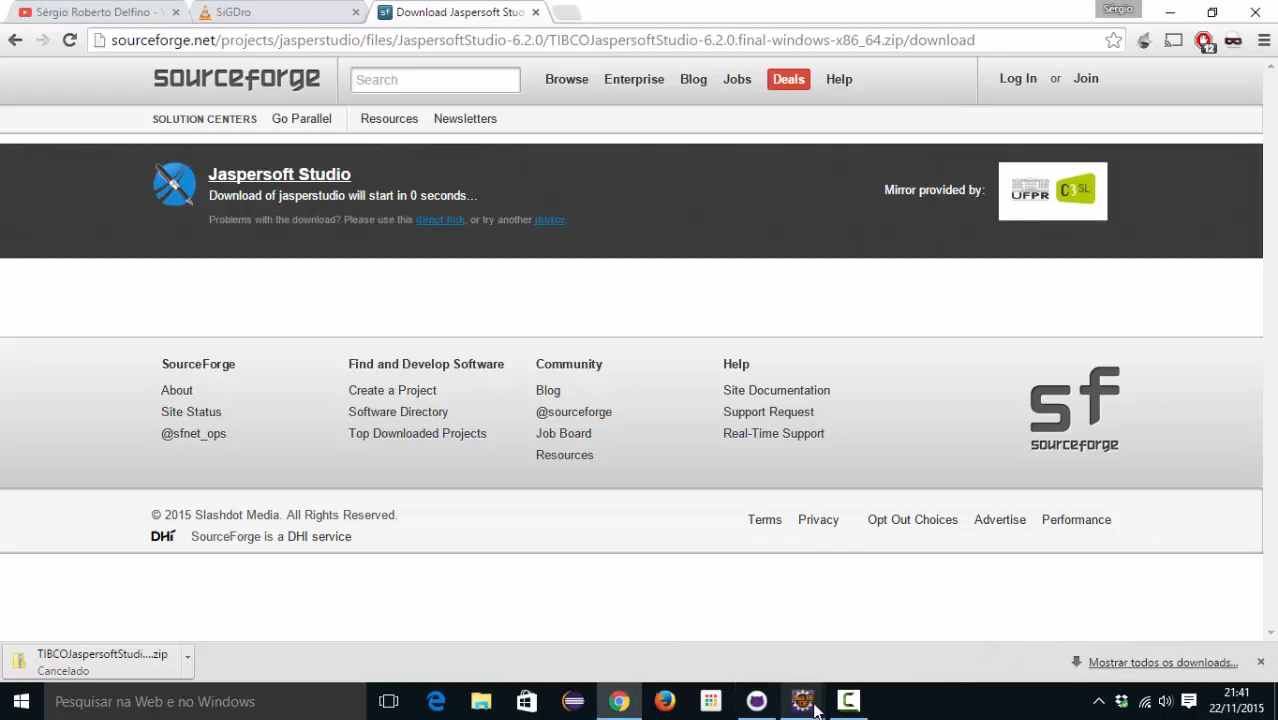 Sérgio Roberto Delfino -
SiGDro
Download Jaspersoft Stud
Sérgio
sourceforge.net/projects/jasperstudio/files/JaspersoftStudio-6.2.0/TIBCOJaspersoftStudio-6.2.0.final-windows-x86_64.zip/download
12
sourceforge
Search
Browse
Enterprise
Blog
Jobs
Deals
Help
Log In or Join
SOLUTION CENTERS
Go Parallel
Resources
Newsletters
Jaspersoft Studio
Download of jasperstudio will start in 0 seconds...
Problems with the download? Please use this direct link, or try another mirror.
Mirror provided by:
UFPR
C3SL
SourceForge
About
Site Status
@sfnet_ops
Find and Develop Software
Create a Project
Software Directory
Top Downloaded Projects
Community
Blog
@sourceforge
Job Board
Resources
Help
Site Documentation
Support Request
Real-Time Support
sf
sourceforge
© 2015 Slashdot Media. All Rights Reserved.
DHI SourceForge is a DHI service
Terms
Privacy
Opt Out Choices
Advertise
Performance
TIBCOJaspersoftStudi....zip
Cancelado
Mostrar todos os downloads...
Pesquisar na Web e no Windows
21:41
22/11/2015